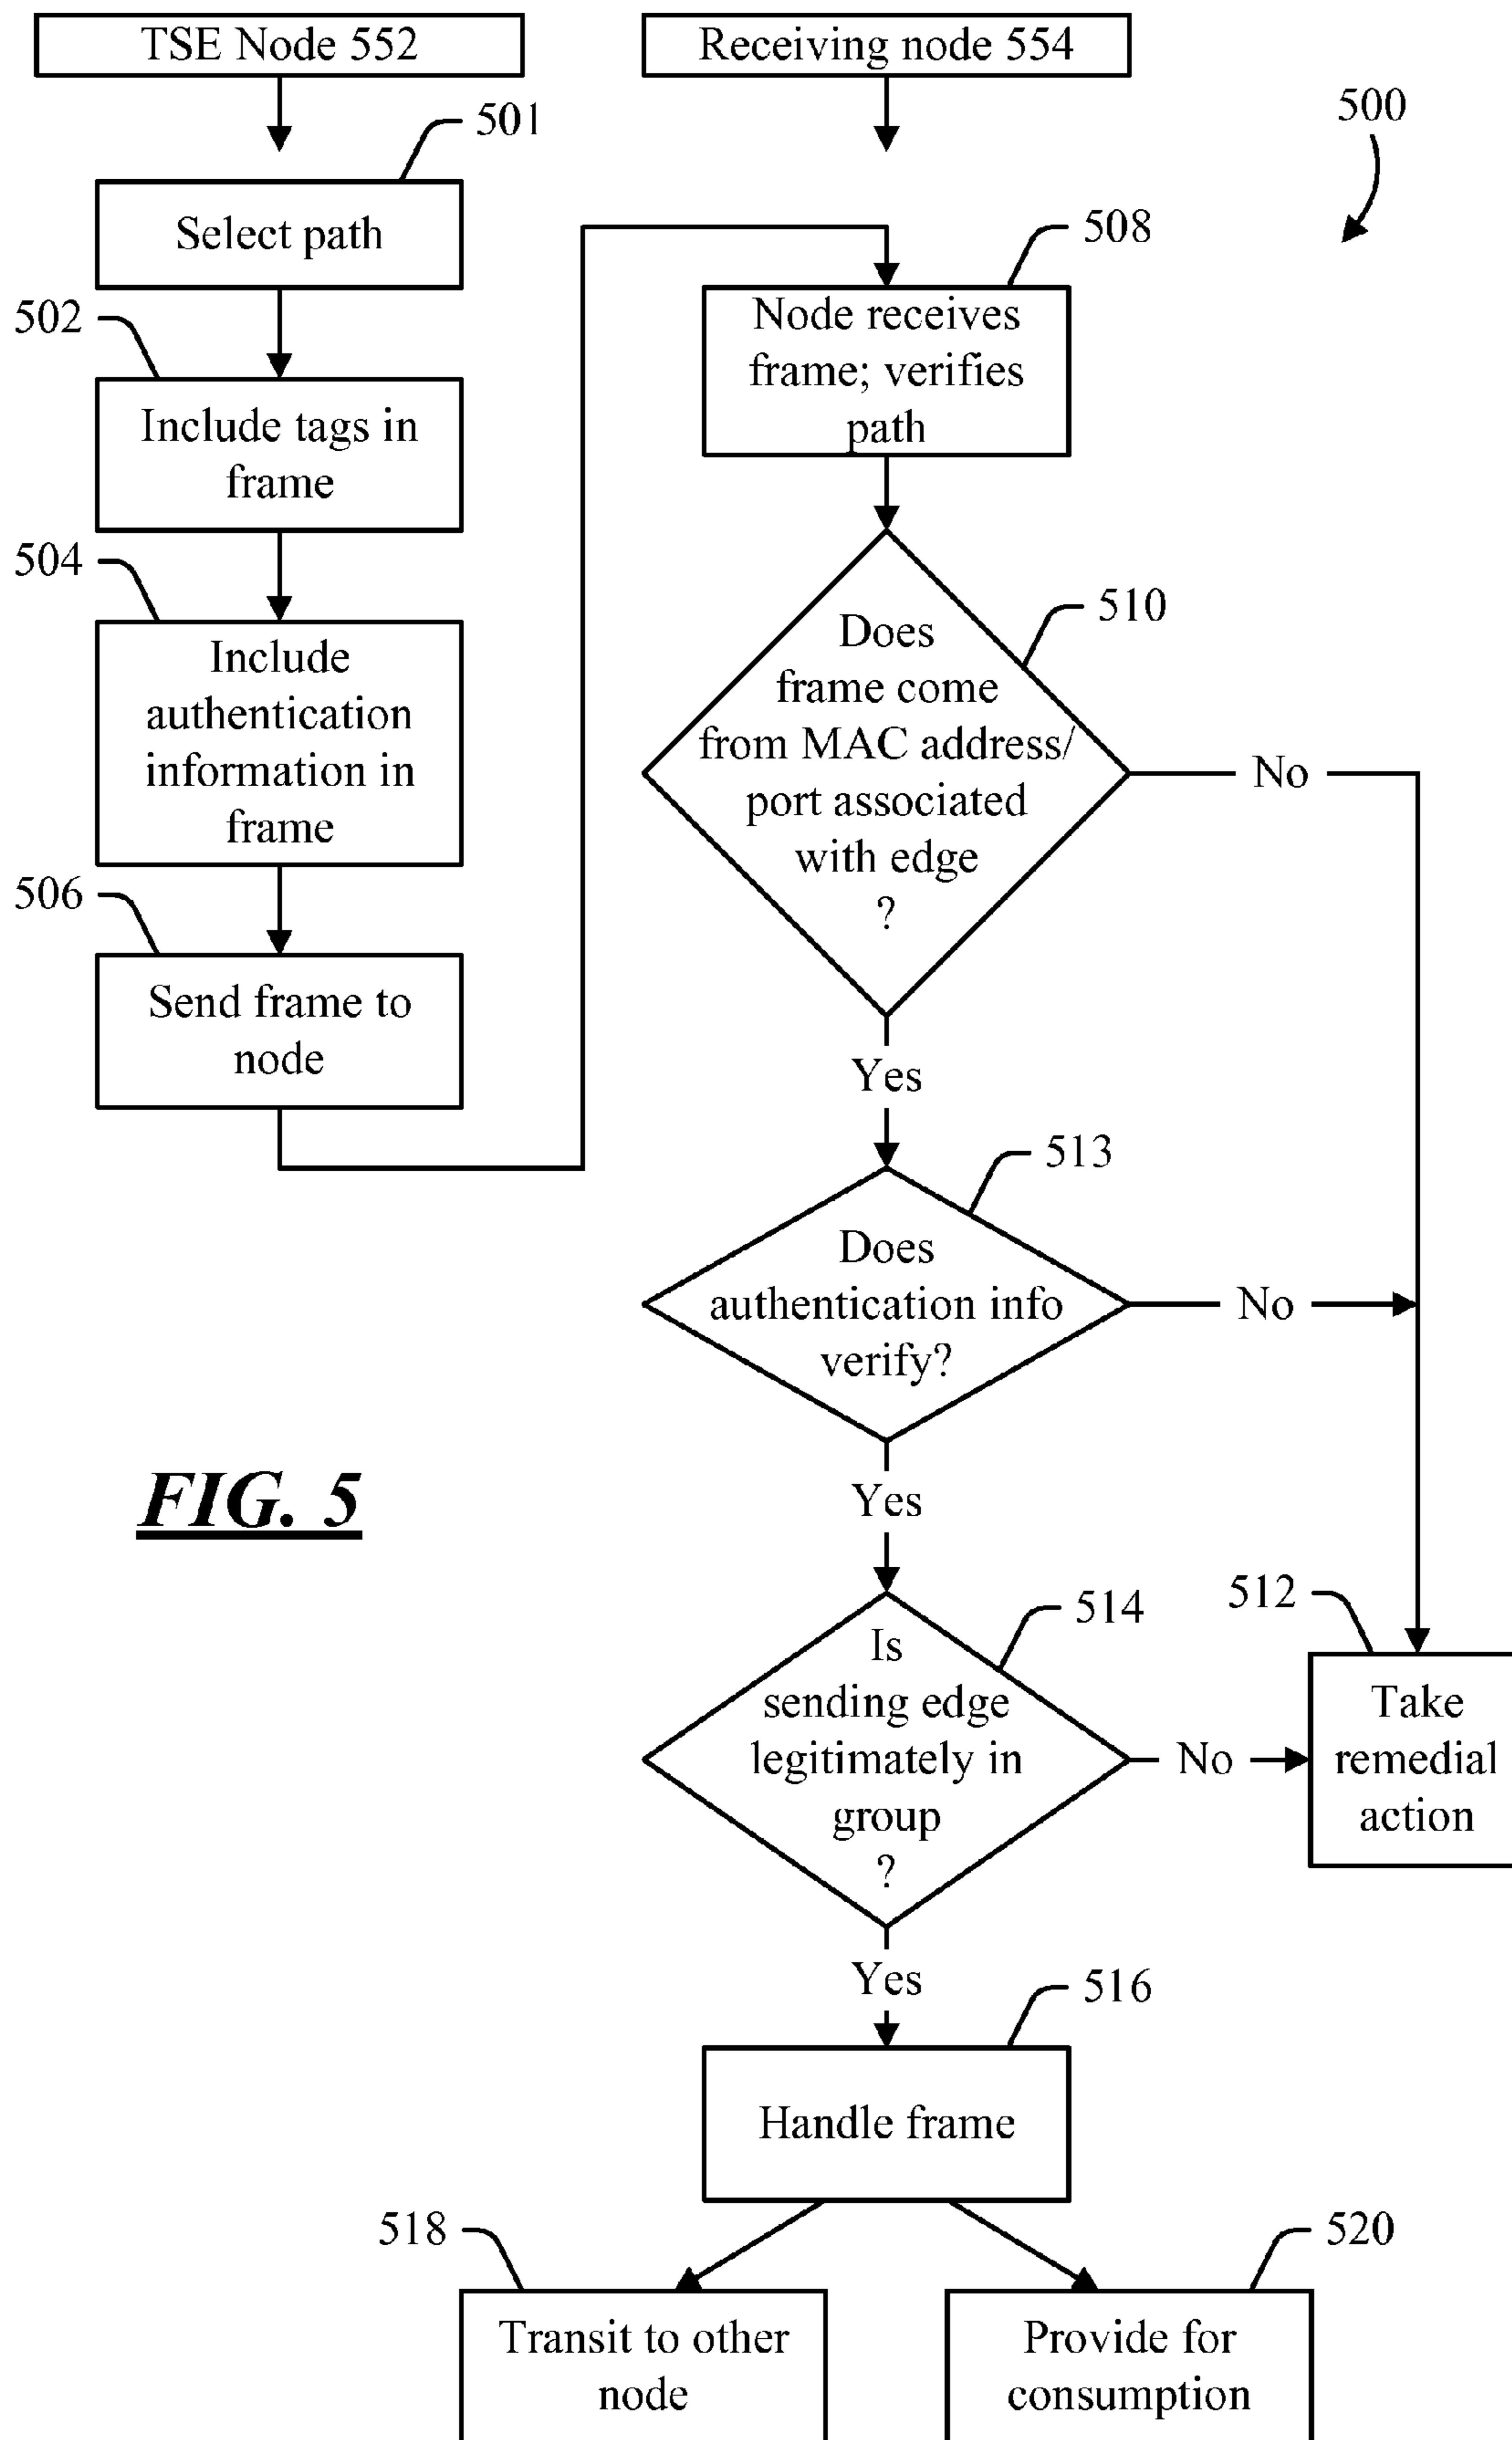 TSE Node 552
Receiving node 554
500
501
Select path
502
Include tags in
frame
504
Include
authentication
information in
frame
506
Send frame to
node
508
Node receives
frame; verifies
path
510
Does
frame come
from MAC address/
port associated
with edge
?
No
Yes
513
Does
authentication info
verify?
No
Yes
514
Is
sending edge
legitimately in
group
?
No
512
Take
remedial
action
Yes
516
Handle frame
518
Transit to other
node
520
Provide for
consumption
FIG. 5